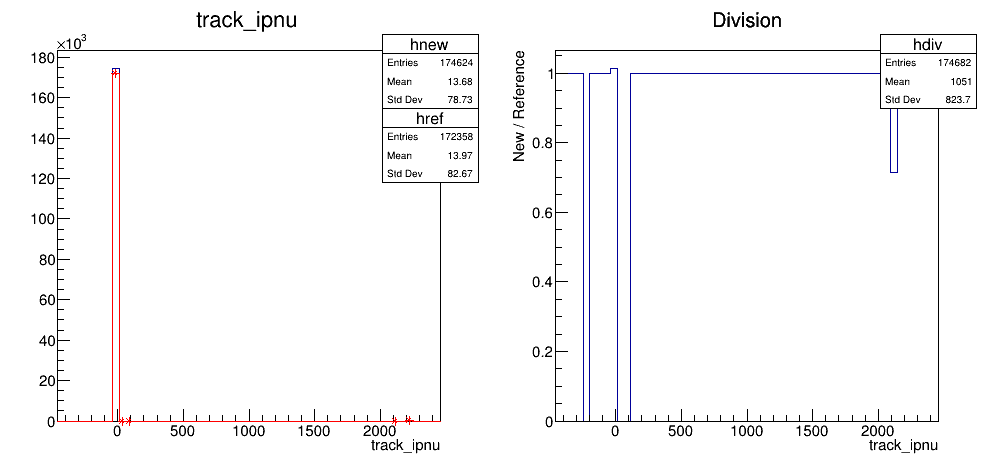 track_ipnu
×10³
hnew
Entries 174624
Mean 13.68
Std Dev 78.73
href
Entries 172358
Mean 13.97
Std Dev 82.67
180
160
140
120
100
80
60
40
20
0
0 500 1000 1500 2000
track_ipnu
Division
hdiv
Entries 174682
Mean 1051
Std Dev 823.7
New / Reference
1
0.8
0.6
0.4
0.2
0
0 500 1000 1500 2000
track_ipnu